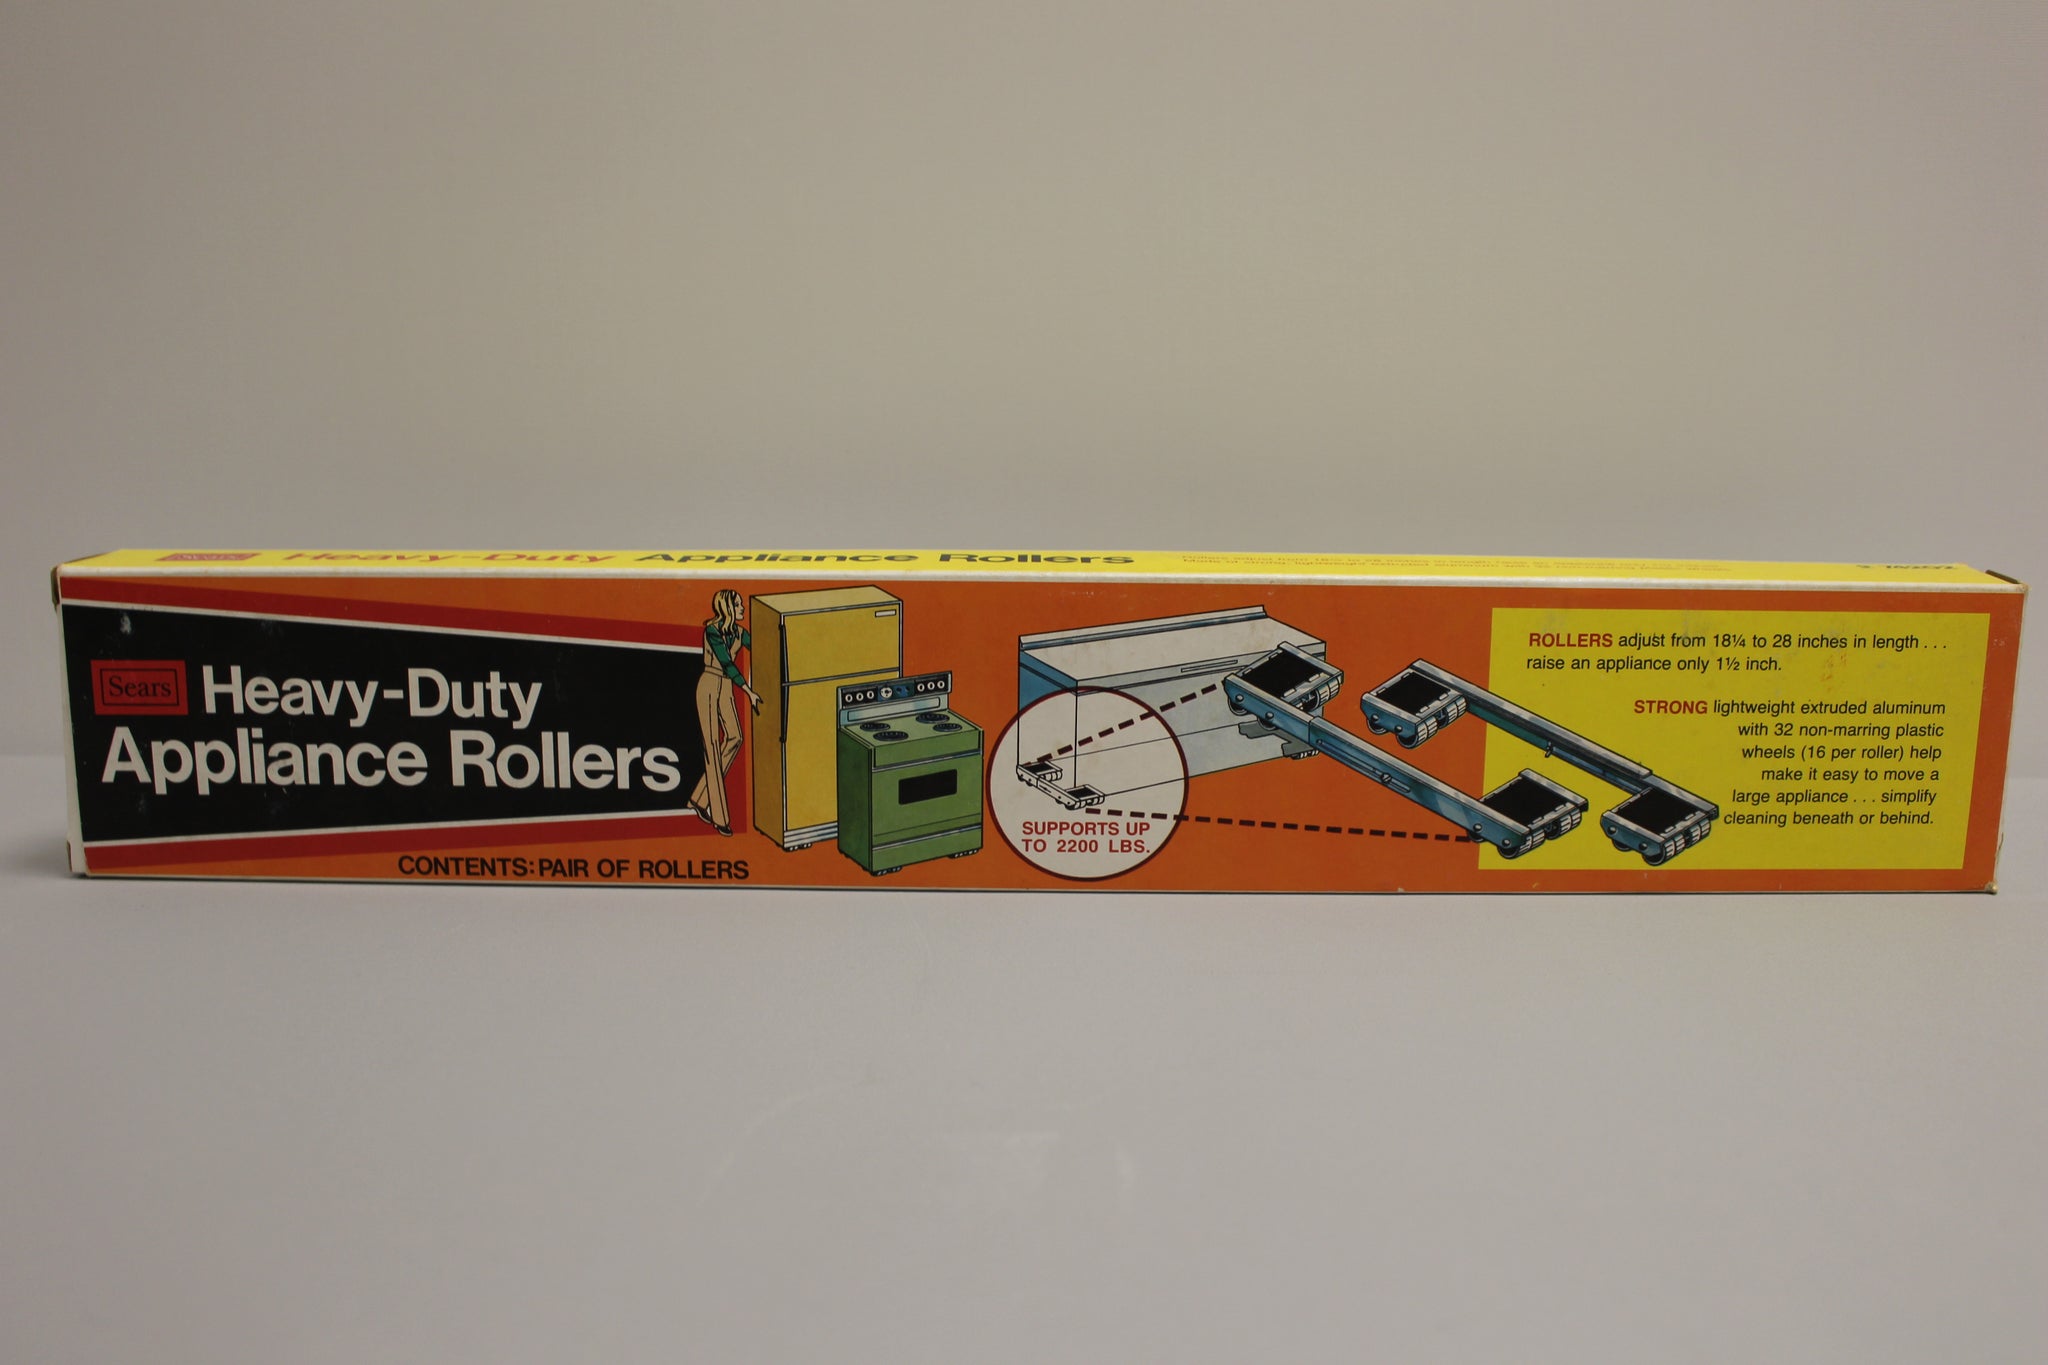 Heavy-Duty Appliance Rollers
Sears
Heavy-Duty
Appliance Rollers
CONTENTS: PAIR OF ROLLERS
SUPPORTS UP
TO 2200 LBS.
ROLLERS adjust from 18¼ to 28 inches in length . . .
raise an appliance only 1½ inch.
STRONG lightweight extruded aluminum
with 32 non-marring plastic
wheels (16 per roller) help
make it easy to move a
large appliance . . . simplify
cleaning beneath or behind.